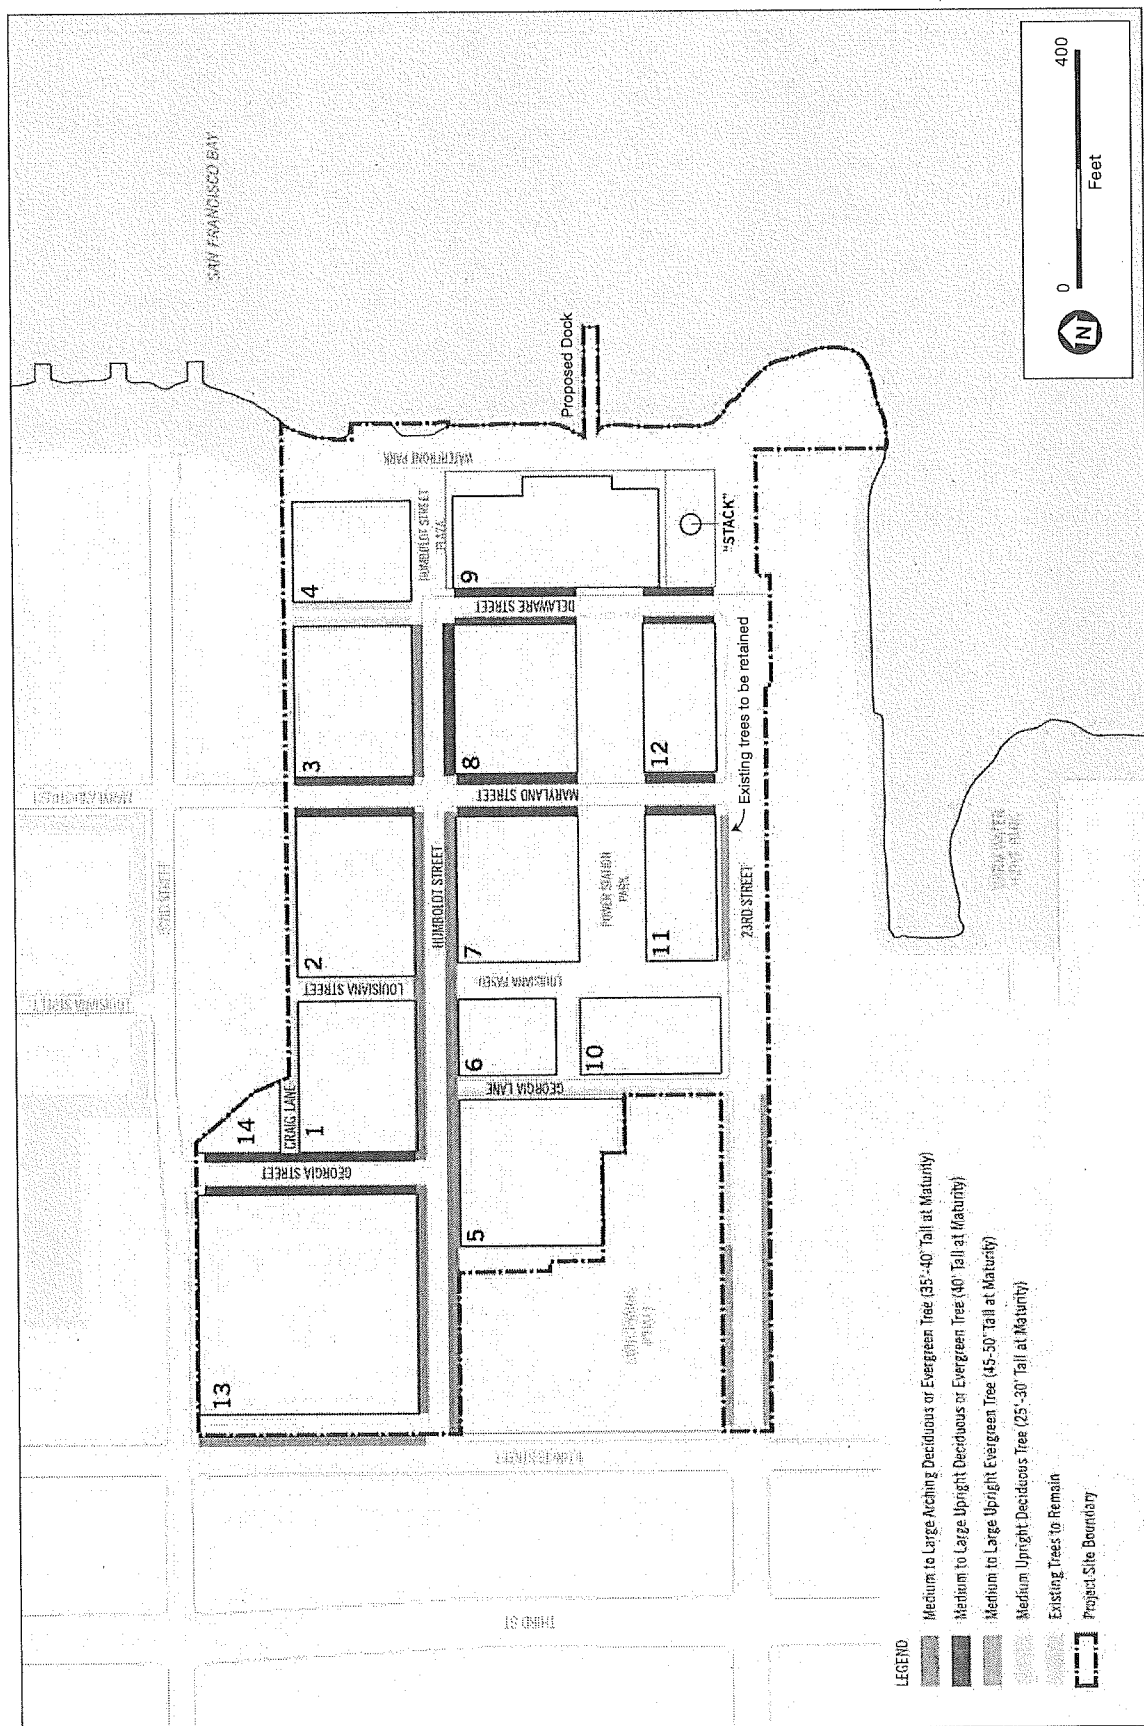 SAN FRANCISCO BAY
Proposed Dock
WATERFRONT PARK
HUMBOLDT STREET
PLAZA
4
9
"STACK"
DELAWARE STREET
3
8
12
Existing trees to be retained
MARYLAND STREET
MARYLAND STREET
2
HUMBOLDT STREET
7
POWER STATION
PARK
11
23RD STREET
LOUISIANA STREET
LOUISIANA STREET
LOUISIANA PASEO
6
10
GEORGIA LANE
14
CRAIG LANE
1
GEORGIA STREET
5
13
THIRD ST
0
400
Feet
N
LEGEND
Medium to Large Arching Deciduous or Evergreen Tree (35'-40' Tall at Maturity)
Medium to Large Upright Deciduous or Evergreen Tree (40' Tall at Maturity)
Medium to Large Upright Evergreen Tree (45-50' Tall at Maturity)
Medium Upright Deciduous Tree (25'-30' Tall at Maturity)
Existing Trees to Remain
Project Site Boundary